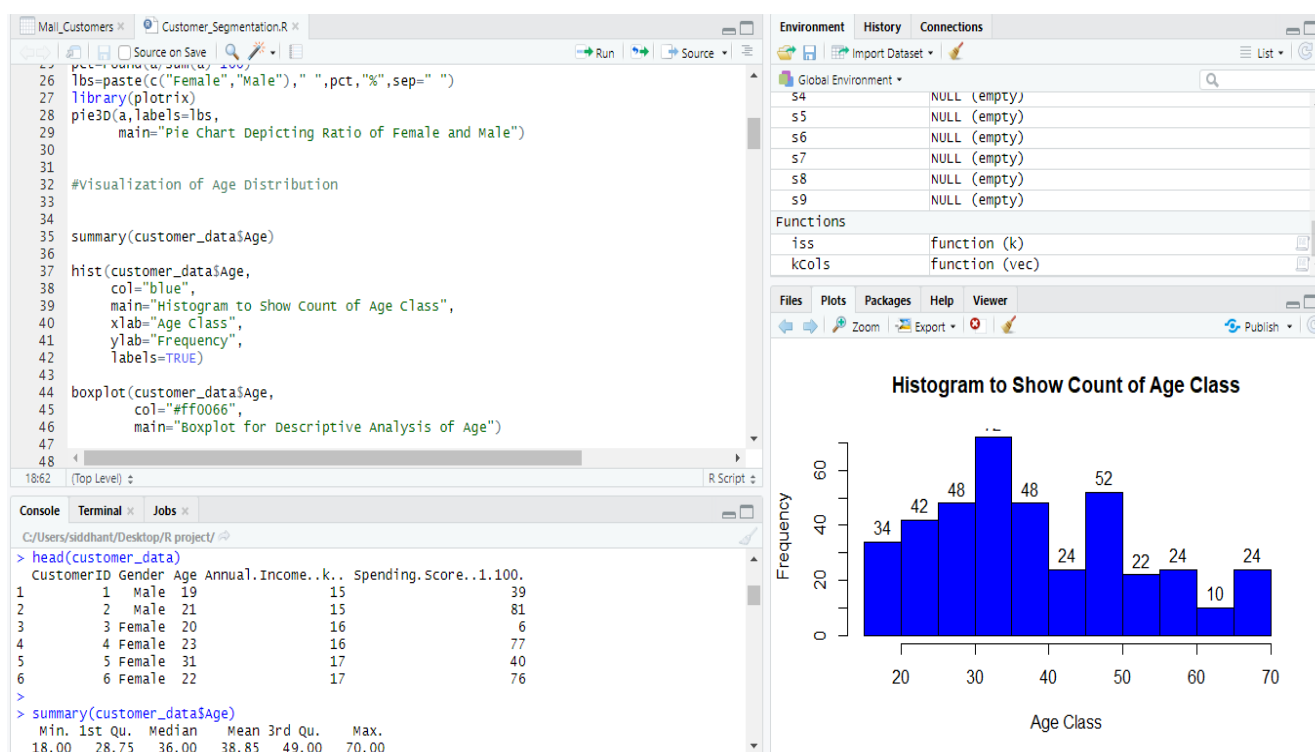 Mall_Customers
Customer_Segmentation.R
Source on Save
Run
Source
26 lbs=paste(c("Female","Male")," ",pct,"%",sep=" ")
27 library(plotrix)
28 pie3D(a,labels=lbs,
29 main="Pie Chart Depicting Ratio of Female and Male")
30
31
32 #Visualization of Age Distribution
33
34
35 summary(customer_data$Age)
36
37 hist(customer_data$Age,
38 col="blue",
39 main="Histogram to Show Count of Age Class",
40 xlab="Age Class",
41 ylab="Frequency",
42 labels=TRUE)
43
44 boxplot(customer_data$Age,
45 col="#ff0066",
46 main="Boxplot for Descriptive Analysis of Age")
47
48
18:62 (Top Level) R Script
Console Terminal Jobs
C:/Users/siddhant/Desktop/R project/
> head(customer_data)
CustomerID Gender Age Annual.Income..k.. Spending.Score..1.100.
1 1 Male 19 15 39
2 2 Male 21 15 81
3 3 Female 20 16 6
4 4 Female 23 16 77
5 5 Female 31 17 40
6 6 Female 22 17 76
>
> summary(customer_data$Age)
Min. 1st Qu. Median Mean 3rd Qu. Max.
18.00 28.75 36.00 38.85 49.00 70.00
Environment History Connections
Import Dataset List
Global Environment
s4 NULL (empty)
s5 NULL (empty)
s6 NULL (empty)
s7 NULL (empty)
s8 NULL (empty)
s9 NULL (empty)
Functions
iss function (k)
kCols function (vec)
Files Plots Packages Help Viewer
Zoom Export Publish
Histogram to Show Count of Age Class
Frequency
0 20 40 60
34 42 48 48 24 52 22 24 10 24
20 30 40 50 60 70
Age Class